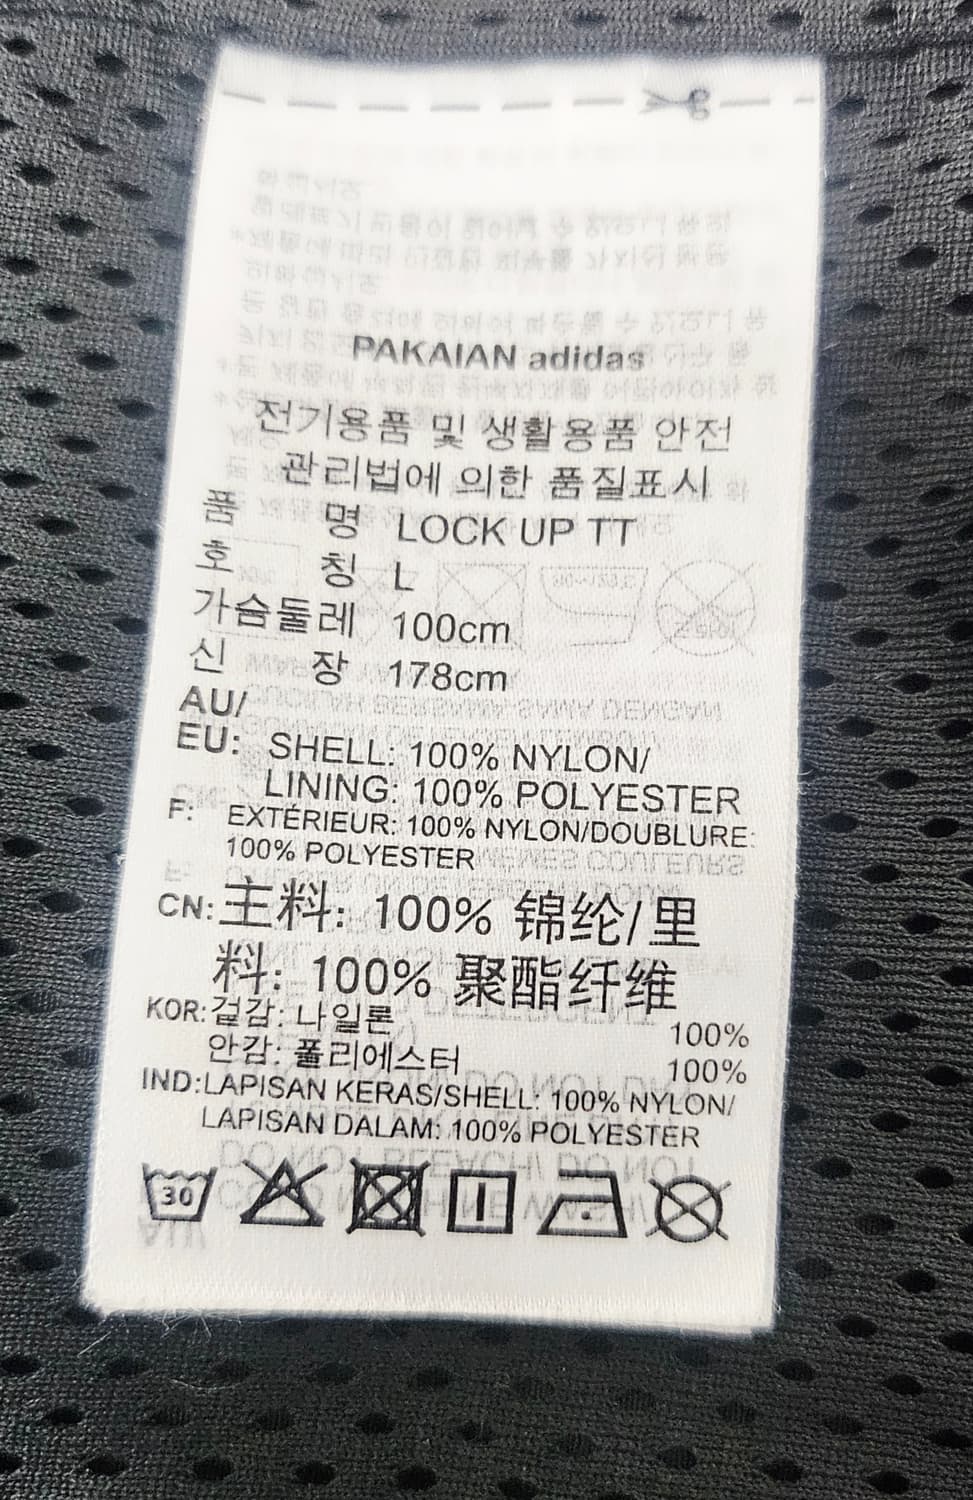 PAKAIAN adidas
전기용품 및 생활용품 안전
관리법에 의한 품질표시
품 명 LOCK UP TT
호 칭 L
가슴둘레 100cm
신 장 178cm
AU/
EU: SHELL: 100% NYLON/
LINING: 100% POLYESTER
F: EXTÉRIEUR: 100% NYLON/DOUBLURE:
100% POLYESTER
CN: 主料: 100% 锦纶/里
料: 100% 聚酯纤维
KOR: 겉감: 나일론 100%
안감: 폴리에스터 100%
IND: LAPISAN KERAS/SHELL: 100% NYLON/
LAPISAN DALAM: 100% POLYESTER
30